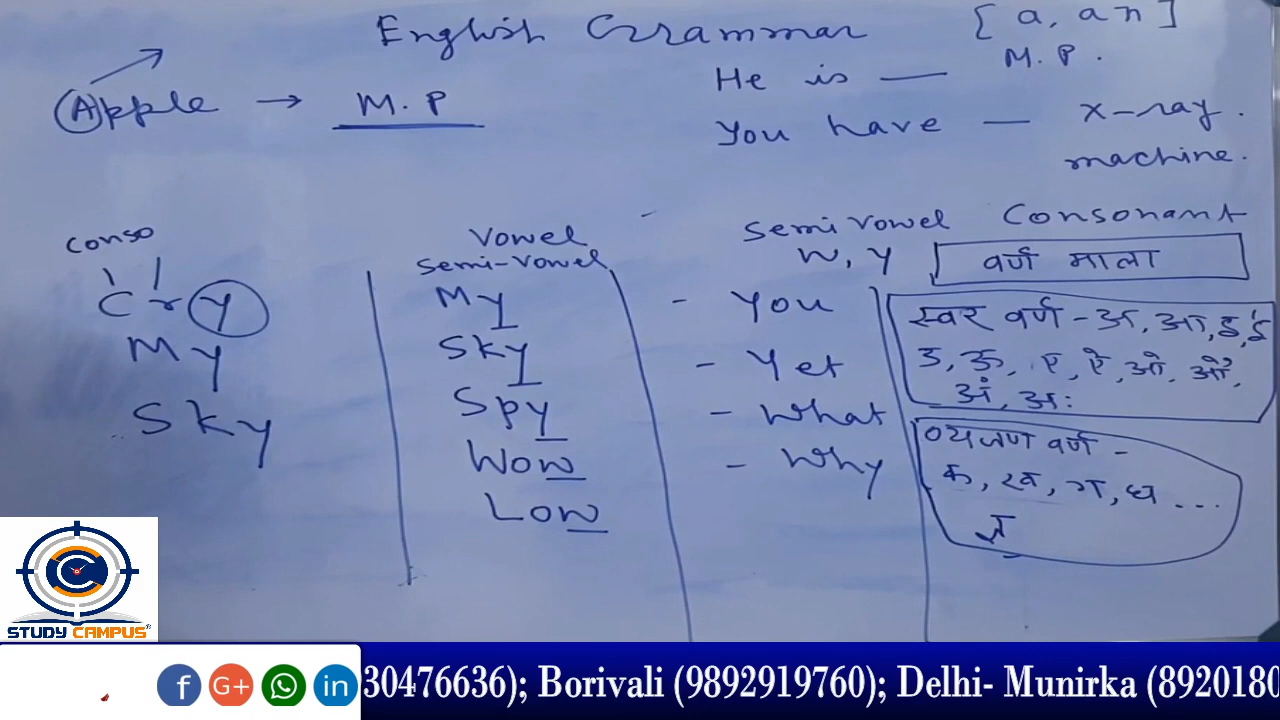 English Grammar [a, an]
Apple → M.P
He is — M.P.
You have — x-ray.
machine.
conso
Cry
My
Sky
Vowel
semi-vowel
My
Sky
Spy
Wow
Low
Semi vowel
w, y
- You
- Yet
- What
- Why
Consonant
वर्ण माला
स्वर वर्ण - अ, आ, इ, ई
उ, ऊ, ए, ऐ, ओ, औ,
अं, अः
व्यजण वर्ण -
क, ख, ग, घ ...
STUDY CAMPUS®
f G+ in 30476636); Borivali (9892919760); Delhi- Munirka (8920180